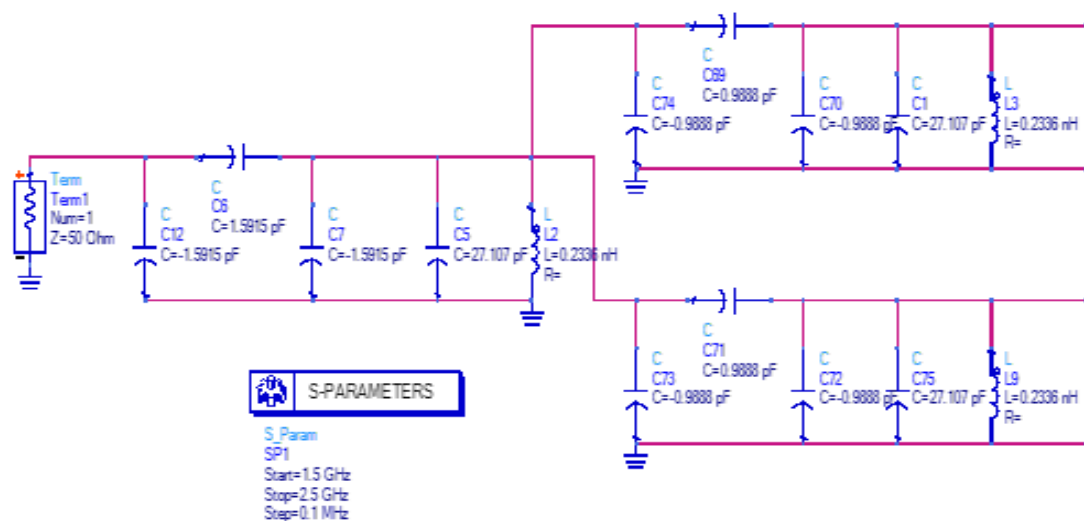 C
C69
C=0.9888 pF
C
C74
C=-0.9888 pF
C
C70
C=-0.9888 pF
C
C1
C=27.107 pF
L
L3
L=0.2336 nH
R=
+
Term
Term1
Num=1
Z=50 Ohm
-
C
C6
C=1.5915 pF
C
C12
C=-1.5915 pF
C
C7
C=-1.5915 pF
C
C5
C=27.107 pF
L
L2
L=0.2336 nH
R=
C
C71
C=0.9888 pF
C
C73
C=-0.9888 pF
C
C72
C=-0.9888 pF
C
C75
C=27.107 pF
L
L9
L=0.2336 nH
R=
S-PARAMETERS
S_Param
SP1
Start=1.5 GHz
Stop=2.5 GHz
Step=0.1 MHz